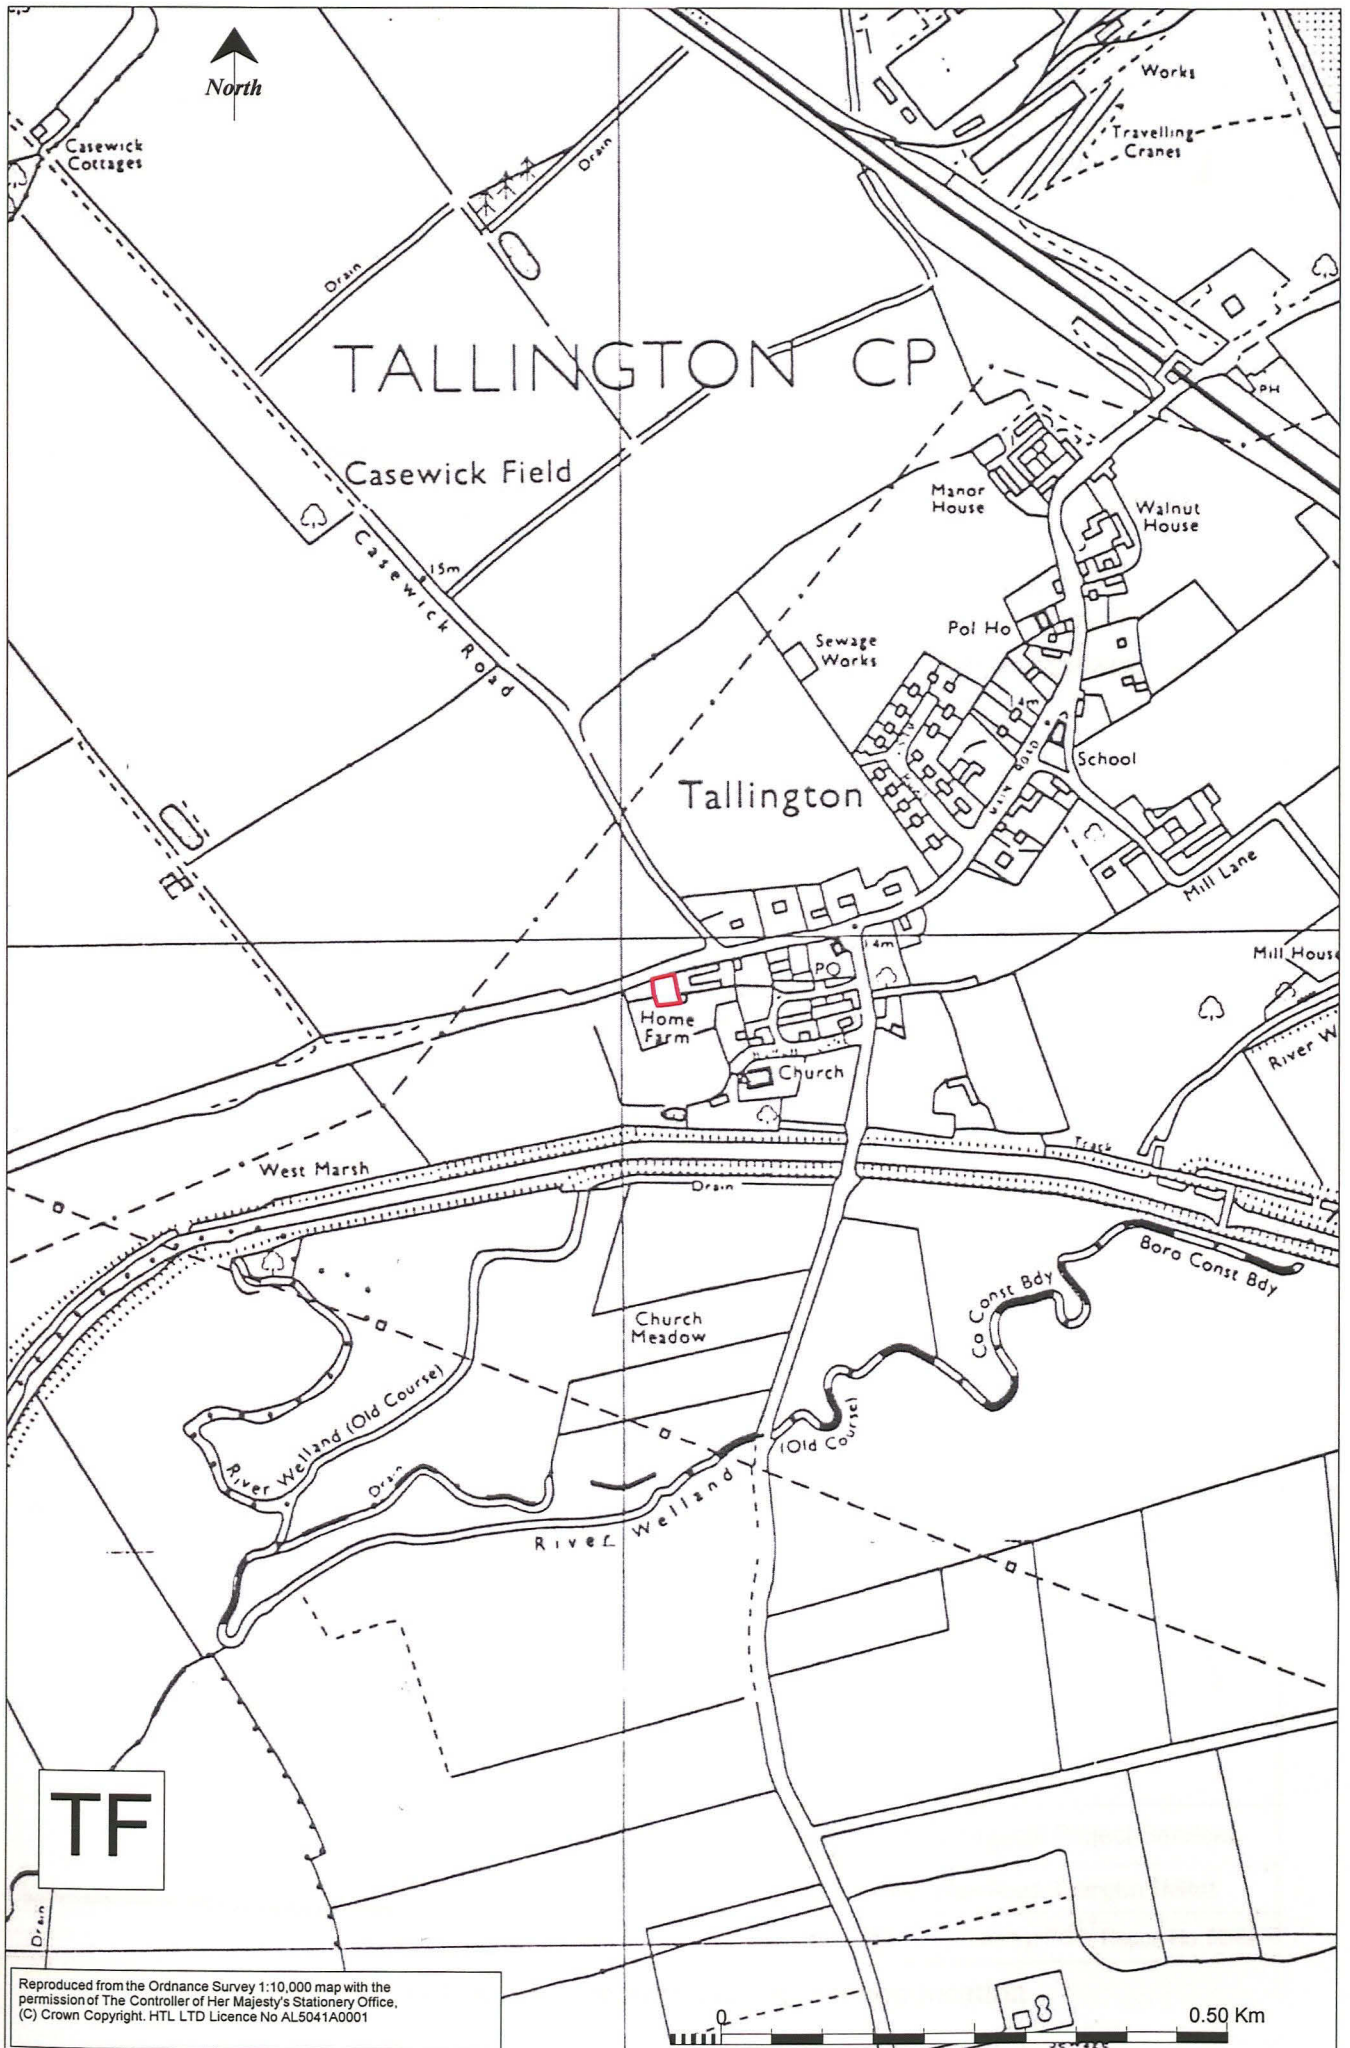 North
Works
Travelling
Cranes
Casewick
Cottages
Drain
Drain
TALLINGTON CP
PH
Casewick Field
Manor
House
Walnut
House
Casewick Road
15m
Pol Ho
Sewage
Works
MAIN ROAD
School
Tallington
Mill Lane
14m
Mill House
PO
Home
Farm
River W
Church
Track
West Marsh
Drain
Boro Const Bdy
Co Const Bdy
Church
Meadow
River Welland (Old Course)
(Old Course)
Drain
River Welland
TF
Drain
Reproduced from the Ordnance Survey 1:10,000 map with the
permission of The Controller of Her Majesty's Stationery Office,
(C) Crown Copyright. HTL LTD Licence No AL5041A0001
0
0.50 Km